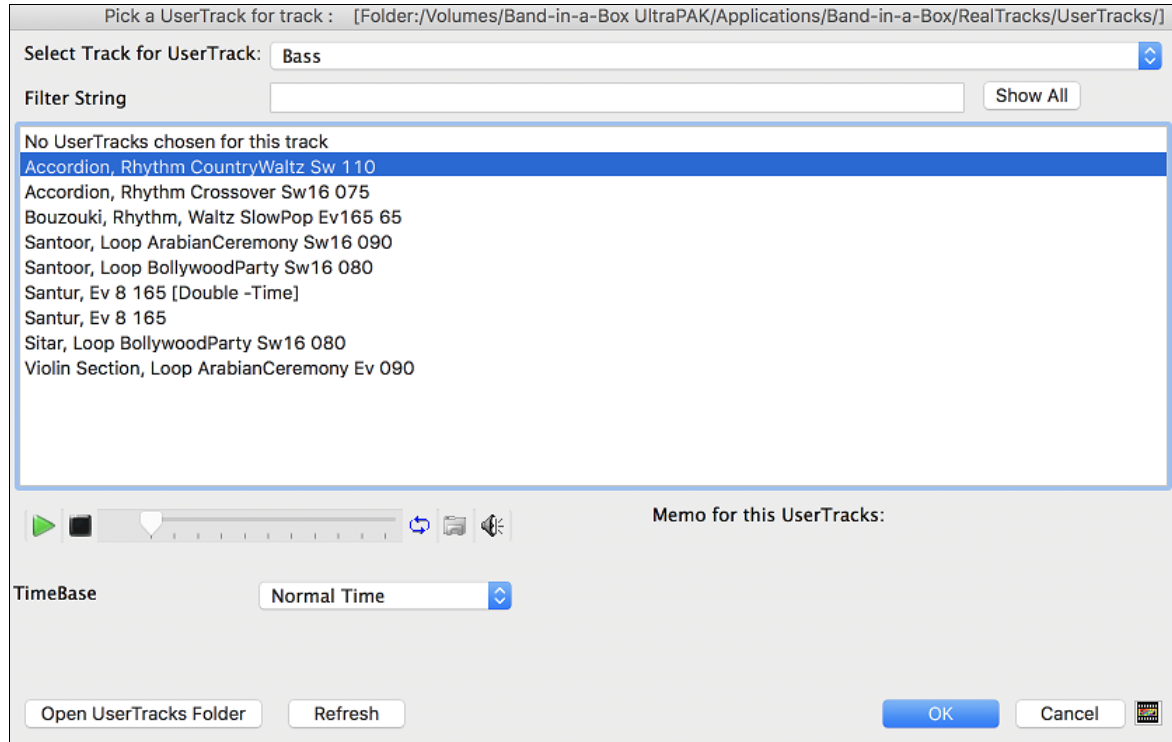 Pick a UserTrack for track : [Folder:/Volumes/Band-in-a-Box UltraPAK/Applications/Band-in-a-Box/RealTracks/UserTracks/]
Select Track for UserTrack: Bass
Filter String Show All
No UserTracks chosen for this track
Accordion, Rhythm CountryWaltz Sw 110
Accordion, Rhythm Crossover Sw16 075
Bouzouki, Rhythm, Waltz SlowPop Ev165 65
Santoor, Loop ArabianCeremony Sw16 090
Santoor, Loop BollywoodParty Sw16 080
Santur, Ev 8 165 [Double -Time]
Santur, Ev 8 165
Sitar, Loop BollywoodParty Sw16 080
Violin Section, Loop ArabianCeremony Ev 090
Memo for this UserTracks:
TimeBase Normal Time
Open UserTracks Folder Refresh OK Cancel